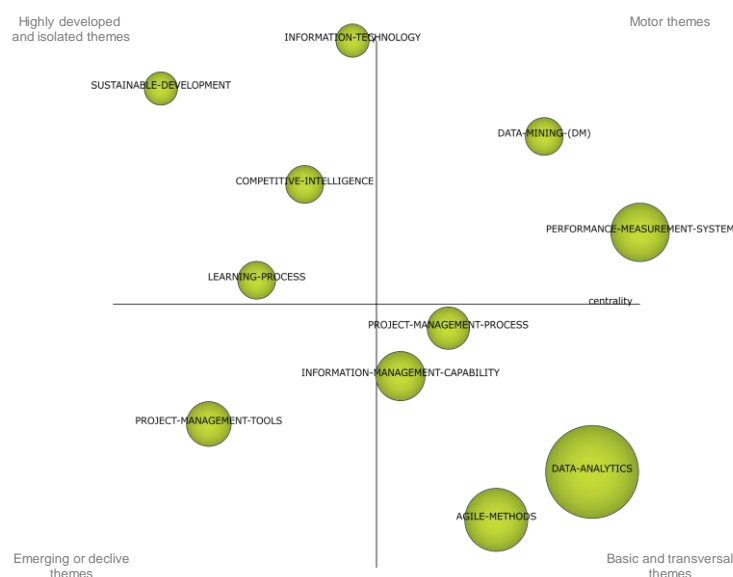 Highly developed
and isolated themes
Motor themes
INFORMATION-TECHNOLOGY
SUSTAINABLE-DEVELOPMENT
DATA-MINING-(DM)
COMPETITIVE-INTELLIGENCE
PERFORMANCE-MEASUREMENT-SYSTEM
LEARNING-PROCESS
centrality
PROJECT-MANAGEMENT-PROCESS
INFORMATION-MANAGEMENT-CAPABILITY
PROJECT-MANAGEMENT-TOOLS
DATA-ANALYTICS
AGILE-METHODS
Emerging or declive
themes
Basic and transversal
themes